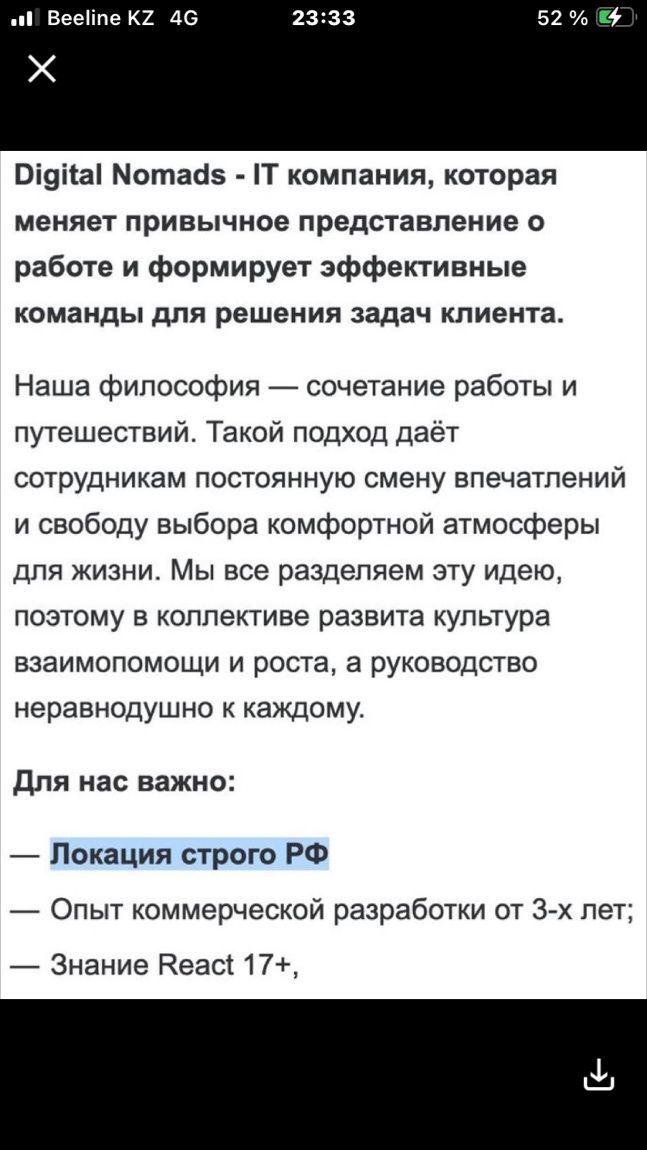 Beeline KZ 4G 23:33 52 %
Digital Nomads - IT компания, которая
меняет привычное представление о
работе и формирует эффективные
команды для решения задач клиента.
Наша философия — сочетание работы и
путешествий. Такой подход даёт
сотрудникам постоянную смену впечатлений
и свободу выбора комфортной атмосферы
для жизни. Мы все разделяем эту идею,
поэтому в коллективе развита культура
взаимопомощи и роста, а руководство
неравнодушно к каждому.
Для нас важно:
— Локация строго РФ
— Опыт коммерческой разработки от 3-х лет;
— Знание React 17+,